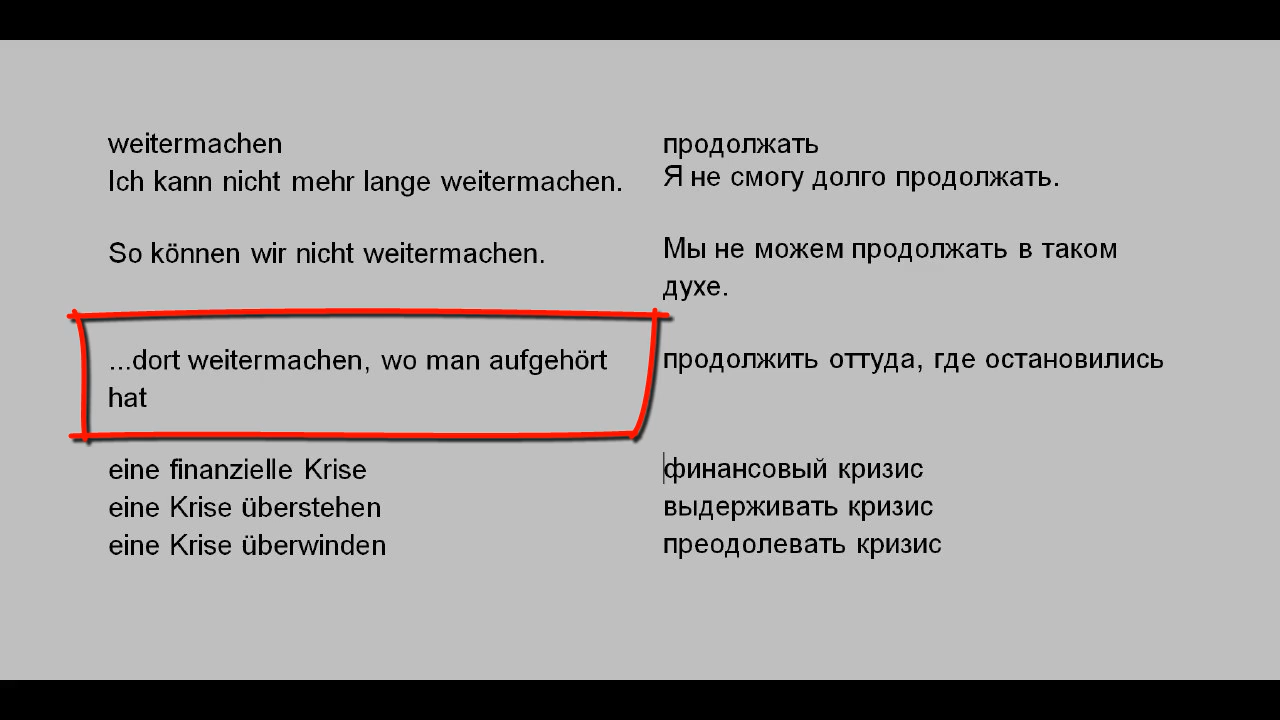 weitermachen
Ich kann nicht mehr lange weitermachen.
So können wir nicht weitermachen.
...dort weitermachen, wo man aufgehört
hat
eine finanzielle Krise
eine Krise überstehen
eine Krise überwinden
продолжать
Я не смогу долго продолжать.
Мы не можем продолжать в таком
духе.
продолжить оттуда, где остановились
финансовый кризис
выдерживать кризис
преодолевать кризис